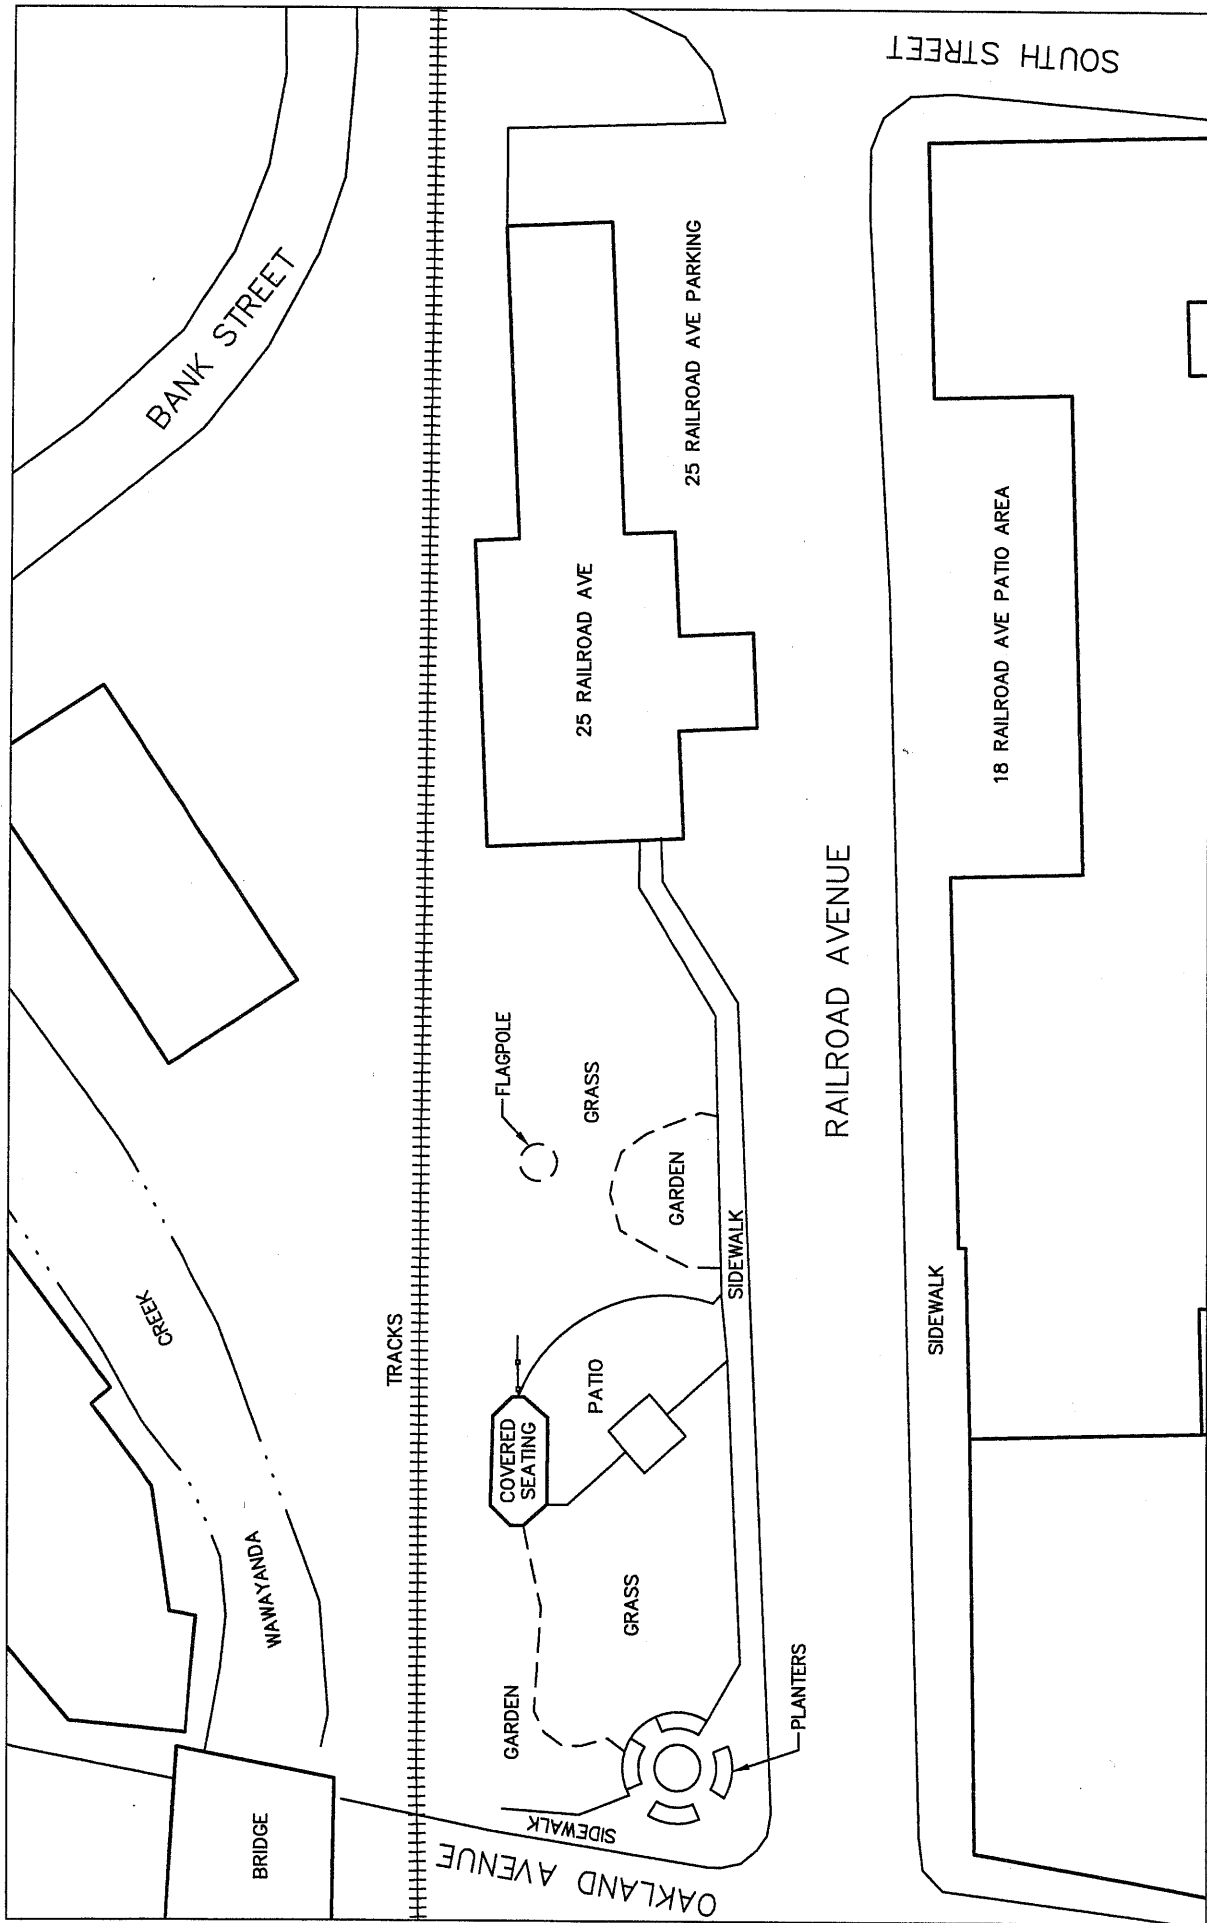 SOUTH STREET
BANK STREET
25 RAILROAD AVE PARKING
25 RAILROAD AVE
18 RAILROAD AVE PATIO AREA
RAILROAD AVENUE
FLAGPOLE
GRASS
GARDEN
SIDEWALK
SIDEWALK
CREEK
TRACKS
PATIO
COVERED
SEATING
WAWAYANDA
GRASS
GARDEN
PLANTERS
SIDEWALK
BRIDGE
OAKLAND AVENUE